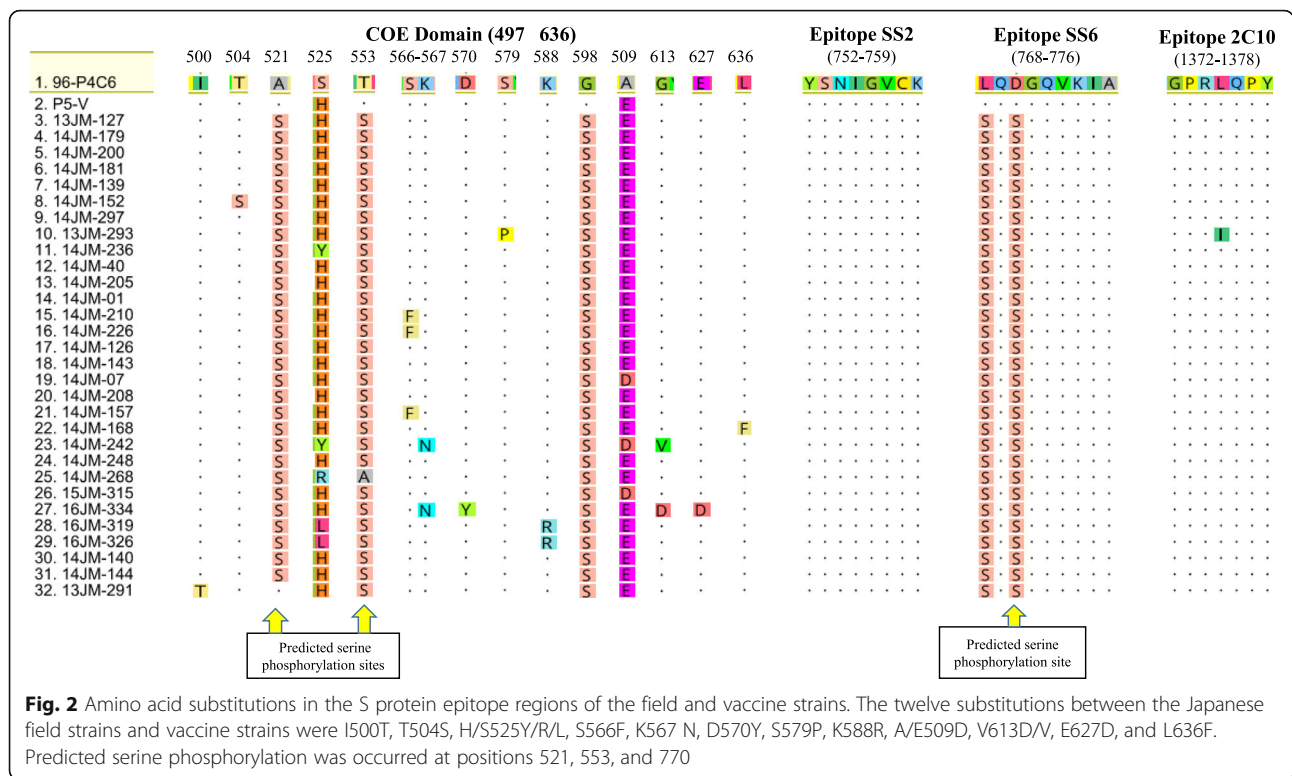 COE Domain (497 636) Epitope SS2 Epitope SS6 Epitope 2C10
500 504 521 525 553 566-567 570 579 588 598 509 613 627 636 (752-759) (768-776) (1372-1378)
1. 96-P4C6 I T A S T S K D S K G A G E L Y S N I G V C K L Q D G Q V K I A G P R L Q P Y
2. P5-V . . . H . . . . . . . E . . . . . . . . . . . . . . . . . . . . . . . . . . .
3. 13JM-127 . . S H S . . . . . S E . . . . . . . . . . . S . S . . . . . . . . . . . . .
4. 14JM-179 . . S H S . . . . . S E . . . . . . . . . . . S . S . . . . . . . . . . . . .
5. 14JM-200 . . S H S . . . . . S E . . . . . . . . . . . S . S . . . . . . . . . . . . .
6. 14JM-181 . . S H S . . . . . S E . . . . . . . . . . . S . S . . . . . . . . . . . . .
7. 14JM-139 . . S H S . . . . . S E . . . . . . . . . . . S . S . . . . . . . . . . . . .
8. 14JM-152 . S S H S . . . . . S E . . . . . . . . . . . S . S . . . . . . . . . . . . .
9. 14JM-297 . . S H S . . . . . S E . . . . . . . . . . . S . S . . . . . . . . . . . . .
10. 13JM-293 . . S H S . . . P . S E . . . . . . . . . . . S . S . . . . . . . . . I . . .
11. 14JM-236 . . S Y S . . . . . S E . . . . . . . . . . . S . S . . . . . . . . . . . . .
12. 14JM-40 . . S H S . . . . . S E . . . . . . . . . . . S . S . . . . . . . . . . . . .
13. 14JM-205 . . S H S . . . . . S E . . . . . . . . . . . S . S . . . . . . . . . . . . .
14. 14JM-01 . . S H S . . . . . S E . . . . . . . . . . . S . S . . . . . . . . . . . . .
15. 14JM-210 . . S H S F . . . . S E . . . . . . . . . . . S . S . . . . . . . . . . . . .
16. 14JM-226 . . S H S F . . . . S E . . . . . . . . . . . S . S . . . . . . . . . . . . .
17. 14JM-126 . . S H S . . . . . S E . . . . . . . . . . . S . S . . . . . . . . . . . . .
18. 14JM-143 . . S H S . . . . . S E . . . . . . . . . . . S . S . . . . . . . . . . . . .
19. 14JM-07 . . S H S . . . . . S D . . . . . . . . . . . S . S . . . . . . . . . . . . .
20. 14JM-208 . . S H S . . . . . S E . . . . . . . . . . . S . S . . . . . . . . . . . . .
21. 14JM-157 . . S H S F . . . . S E . . . . . . . . . . . S . S . . . . . . . . . . . . .
22. 14JM-168 . . S H S . . . . . S E . . F . . . . . . . . S . S . . . . . . . . . . . . .
23. 14JM-242 . . S Y S . N . . . S D V . . . . . . . . . . S . S . . . . . . . . . . . . .
24. 14JM-248 . . S H S . . . . . S E . . . . . . . . . . . S . S . . . . . . . . . . . . .
25. 14JM-268 . . S R A . . . . . S E . . . . . . . . . . . S . S . . . . . . . . . . . . .
26. 15JM-315 . . S H S . . . . . S D . . . . . . . . . . . S . S . . . . . . . . . . . . .
27. 16JM-334 . . S H S . N Y . . S E D D . . . . . . . . . S . S . . . . . . . . . . . . .
28. 16JM-319 . . S L S . . . . R S E . . . . . . . . . . . S . S . . . . . . . . . . . . .
29. 16JM-326 . . S L S . . . . R S E . . . . . . . . . . . S . S . . . . . . . . . . . . .
30. 14JM-140 . . S H S . . . . . S E . . . . . . . . . . . S . S . . . . . . . . . . . . .
31. 14JM-144 . . S H S . . . . . S E . . . . . . . . . . . S . S . . . . . . . . . . . . .
32. 13JM-291 T . . H S . . . . . S E . . . . . . . . . . . S . S . . . . . . . . . . . . .
Predicted serine
phosphorylation sites
Predicted serine
phosphorylation site
Fig. 2 Amino acid substitutions in the S protein epitope regions of the field and vaccine strains. The twelve substitutions between the Japanese
field strains and vaccine strains were I500T, T504S, H/S525Y/R/L, S566F, K567 N, D570Y, S579P, K588R, A/E509D, V613D/V, E627D, and L636F.
Predicted serine phosphorylation was occurred at positions 521, 553, and 770